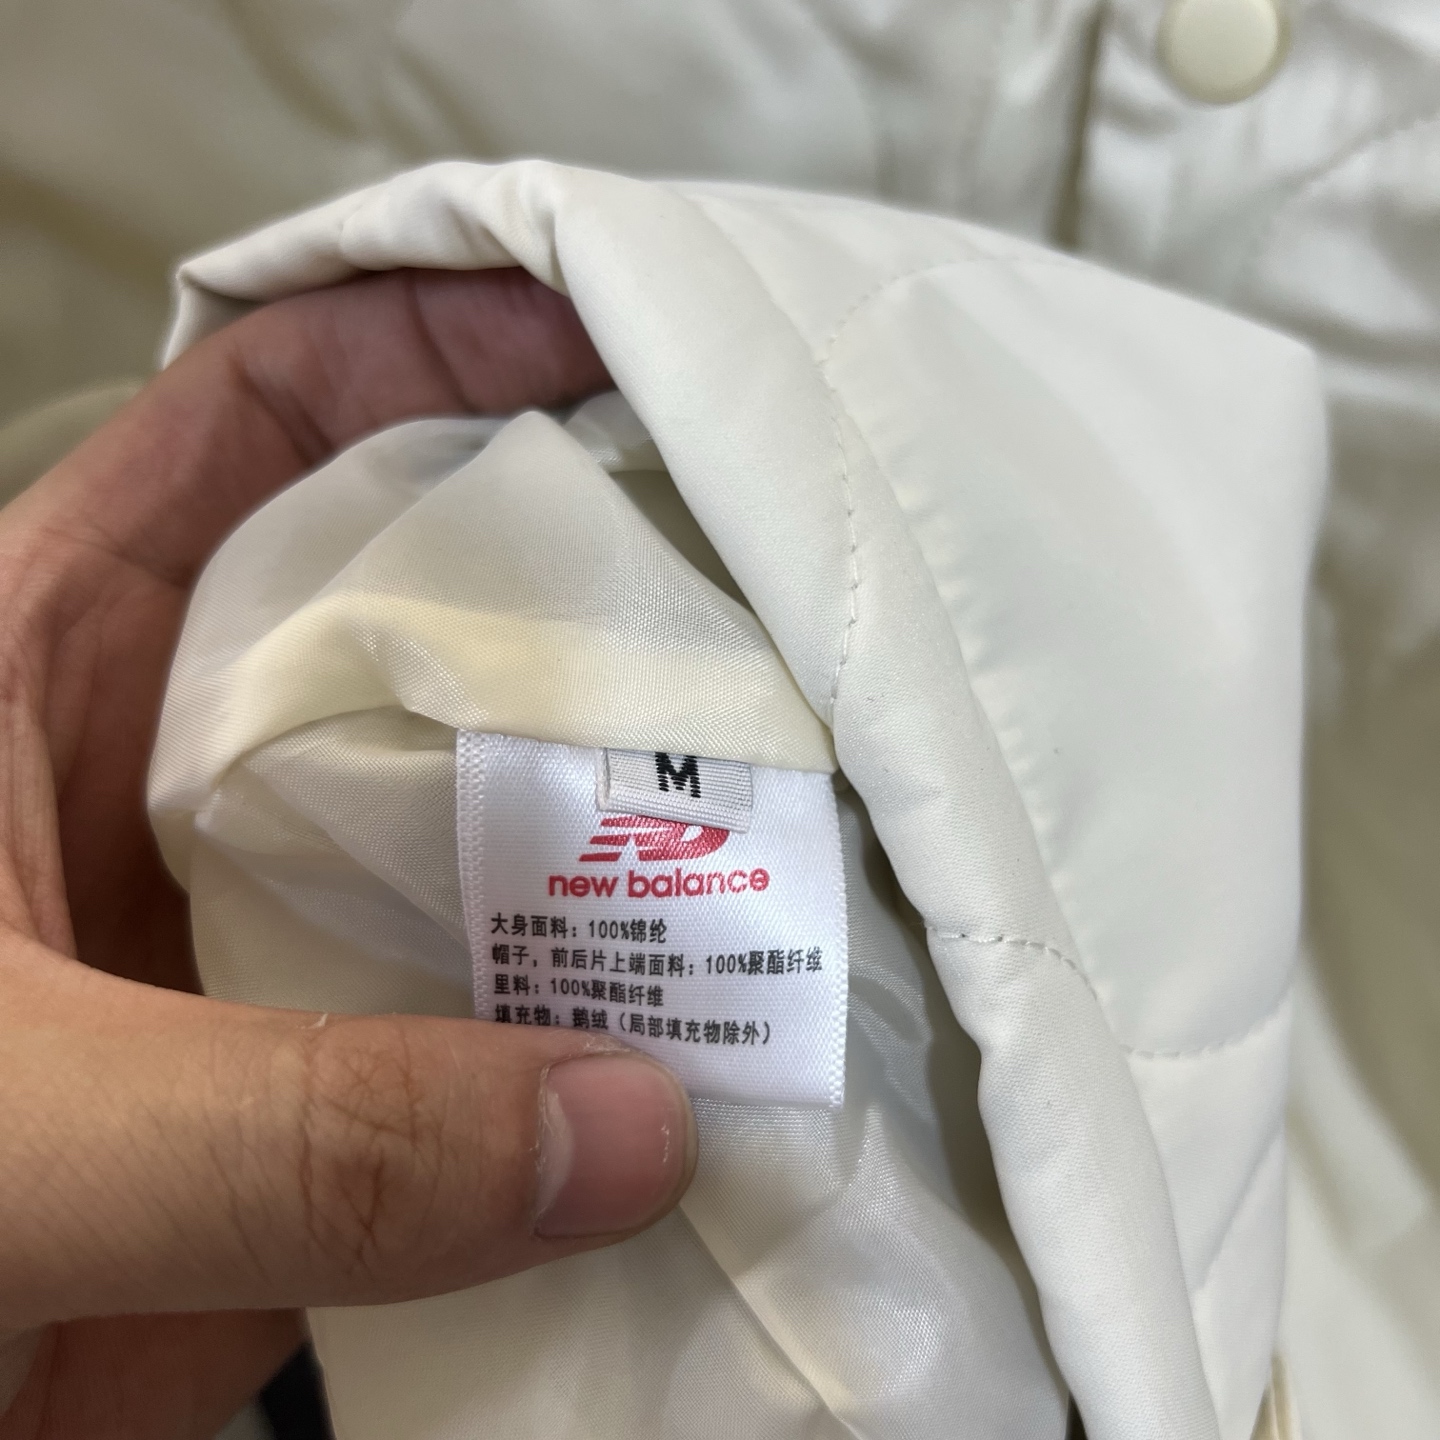 M
new balance
大身面料：100%锦纶
帽子，前后片上端面料：100%聚酯纤维
里料：100%聚酯纤维
填充物：鹅绒（局部填充物除外）